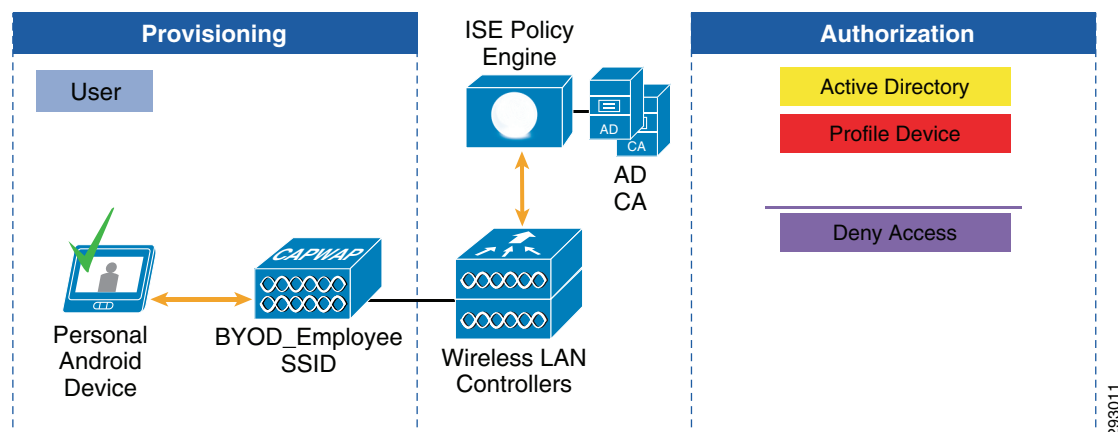 Provisioning
User
Personal
Android
Device
CAPWAP
BYOD_Employee
SSID
ISE Policy
Engine
AD
CA
AD
CA
Wireless LAN
Controllers
Authorization
Active Directory
Profile Device
Deny Access
293011